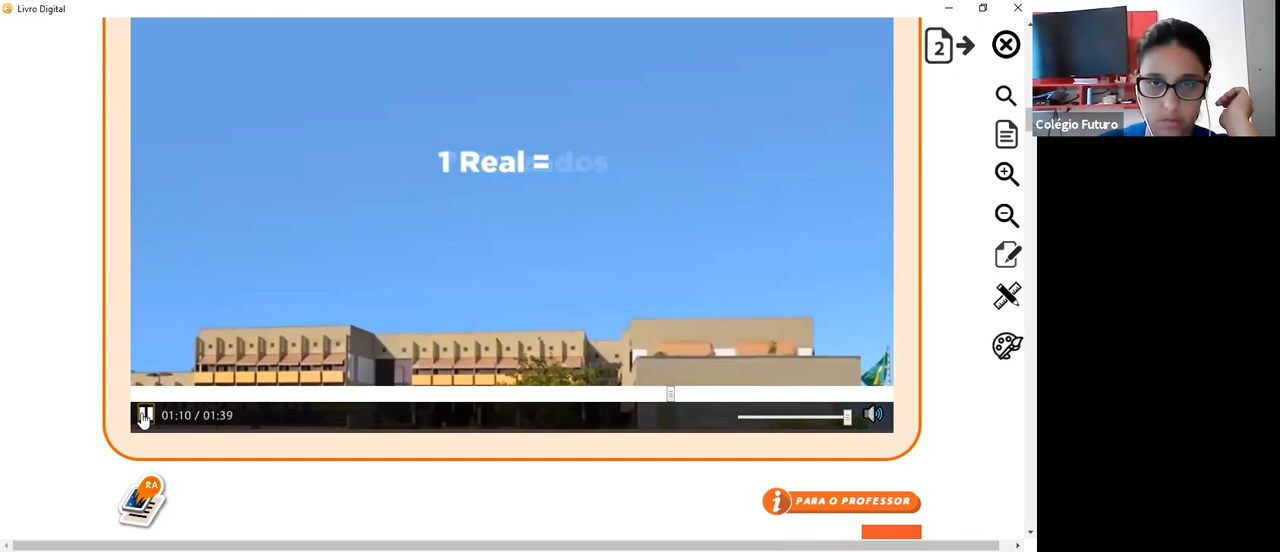 Livro Digital
2
Colégio Futuro
1 Real =
01:10 / 01:39
RA
i PARA O PROFESSOR